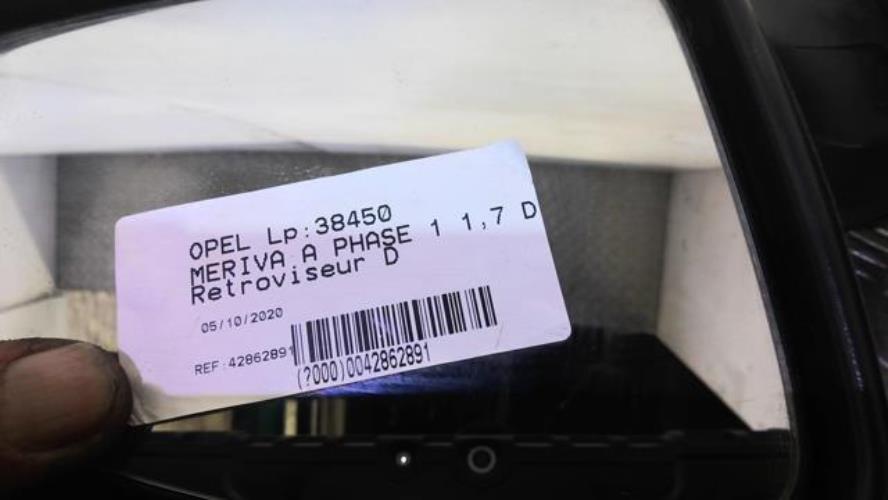 OPEL Lp:38450
MERIVA A PHASE 1 1,7 D
Retroviseur D
05/10/2020
REF:42862891
(?000)0042862891